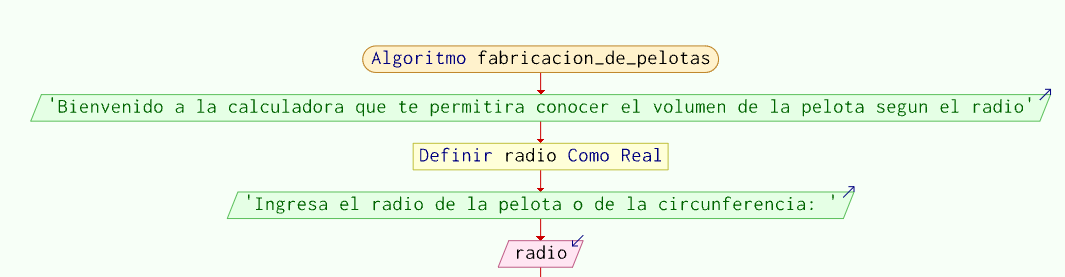 Algoritmo fabricacion_de_pelotas
'Bienvenido a la calculadora que te permitira conocer el volumen de la pelota segun el radio'
Definir radio Como Real
'Ingresa el radio de la pelota o de la circunferencia: '
radio